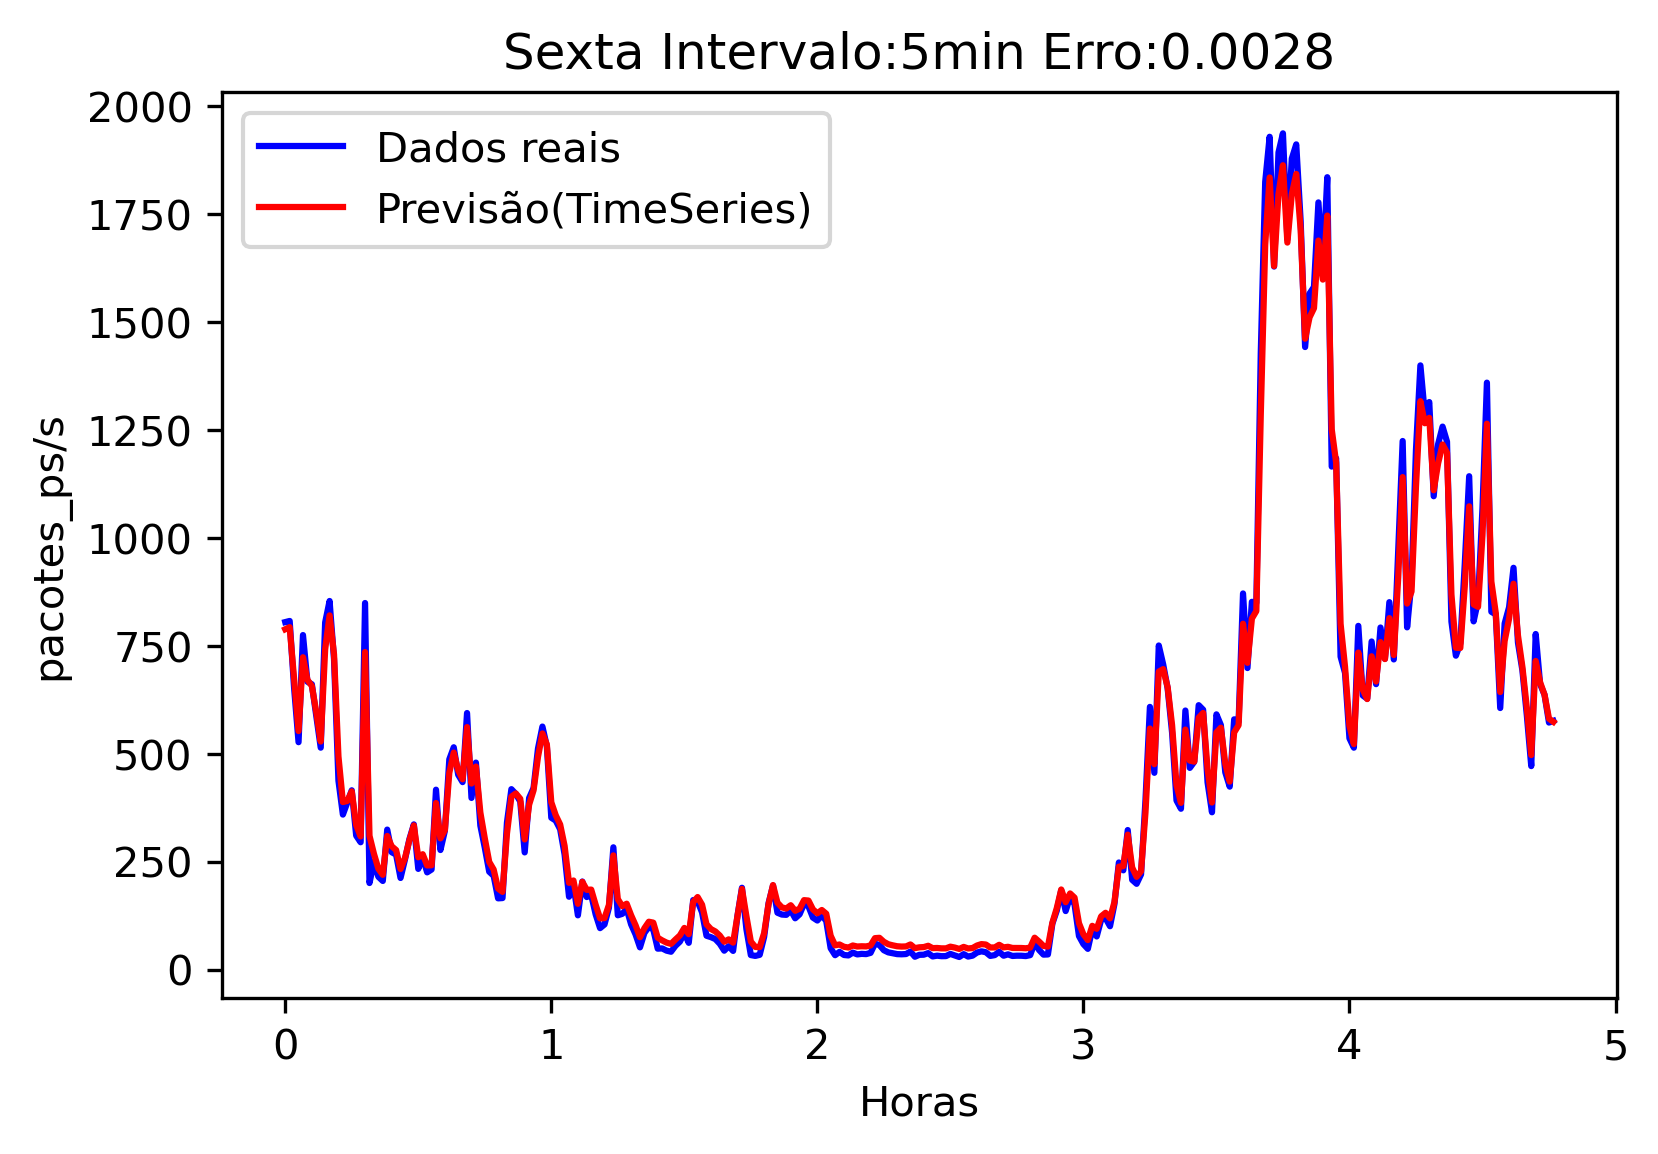 Sexta Intervalo:5min Erro:0.0028
2000
1750
1500
1250
1000
750
500
250
0
pacotes_ps/s
Dados reais
Previsão(TimeSeries)
0 1 2 3 4 5
Horas